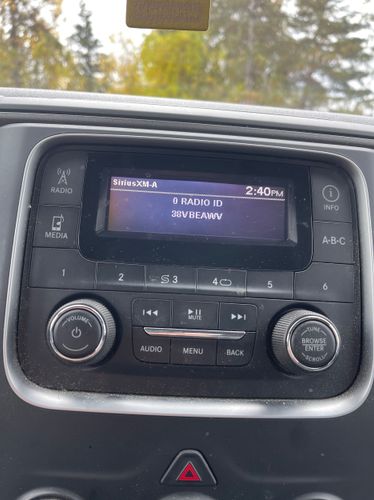 SiriusXM-A 2:40PM
0 RADIO ID
38VBEAWV
RADIO
INFO
MEDIA
A-B-C
1 2 3 4 5 6
VOLUME
MUTE
AUDIO MENU BACK
TUNE
BROWSE/
ENTER
SCROLL